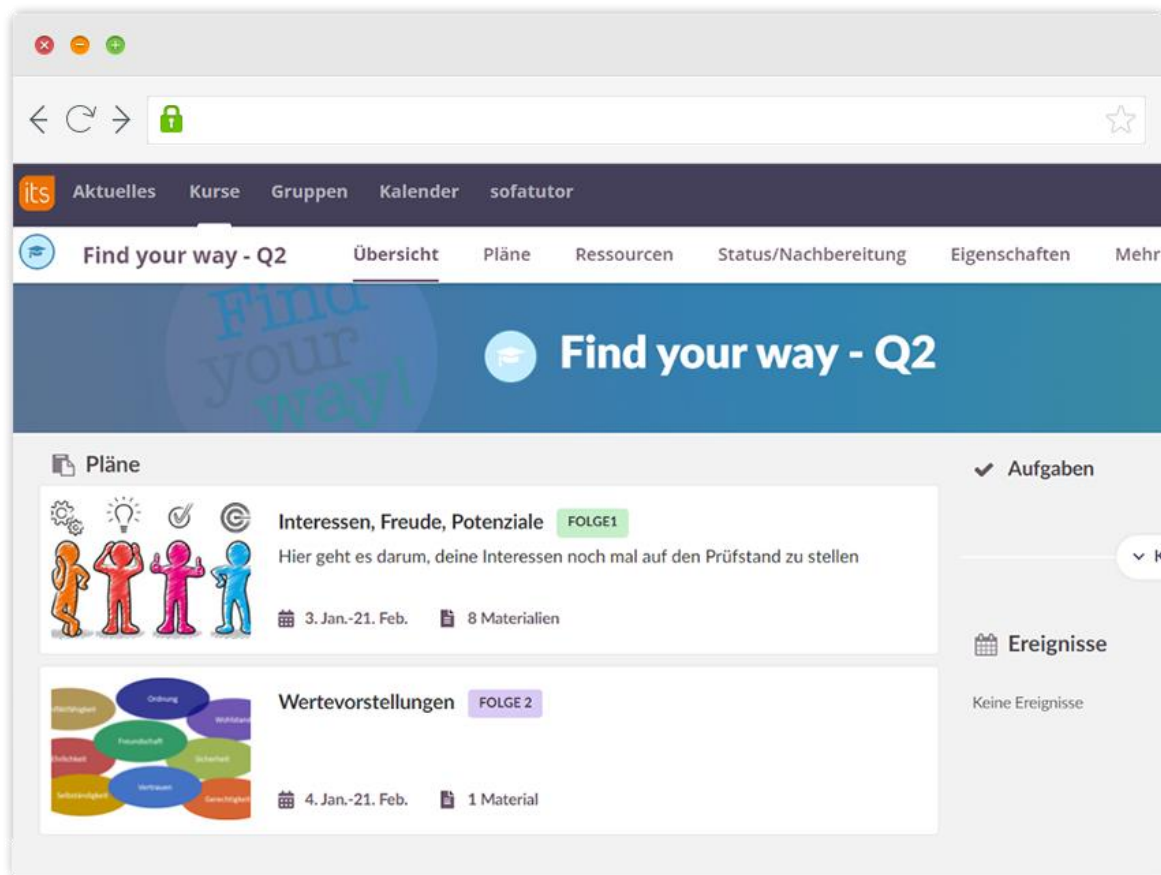 its Aktuelles Kurse Gruppen Kalender sofatutor
Find your way - Q2 Übersicht Pläne Ressourcen Status/Nachbereitung Eigenschaften Mehr
Find
your
way!
Find your way - Q2
Pläne
Interessen, Freude, Potenziale FOLGE1
Hier geht es darum, deine Interessen noch mal auf den Prüfstand zu stellen
3. Jan.-21. Feb. 8 Materialien
Ordnung
Wohlstand
Freundschaft
Sicherheit
Vertrauen
Selbstständigkeit
Gerechtigkeit
Wertevorstellungen FOLGE 2
4. Jan.-21. Feb. 1 Material
Aufgaben
K
Ereignisse
Keine Ereignisse